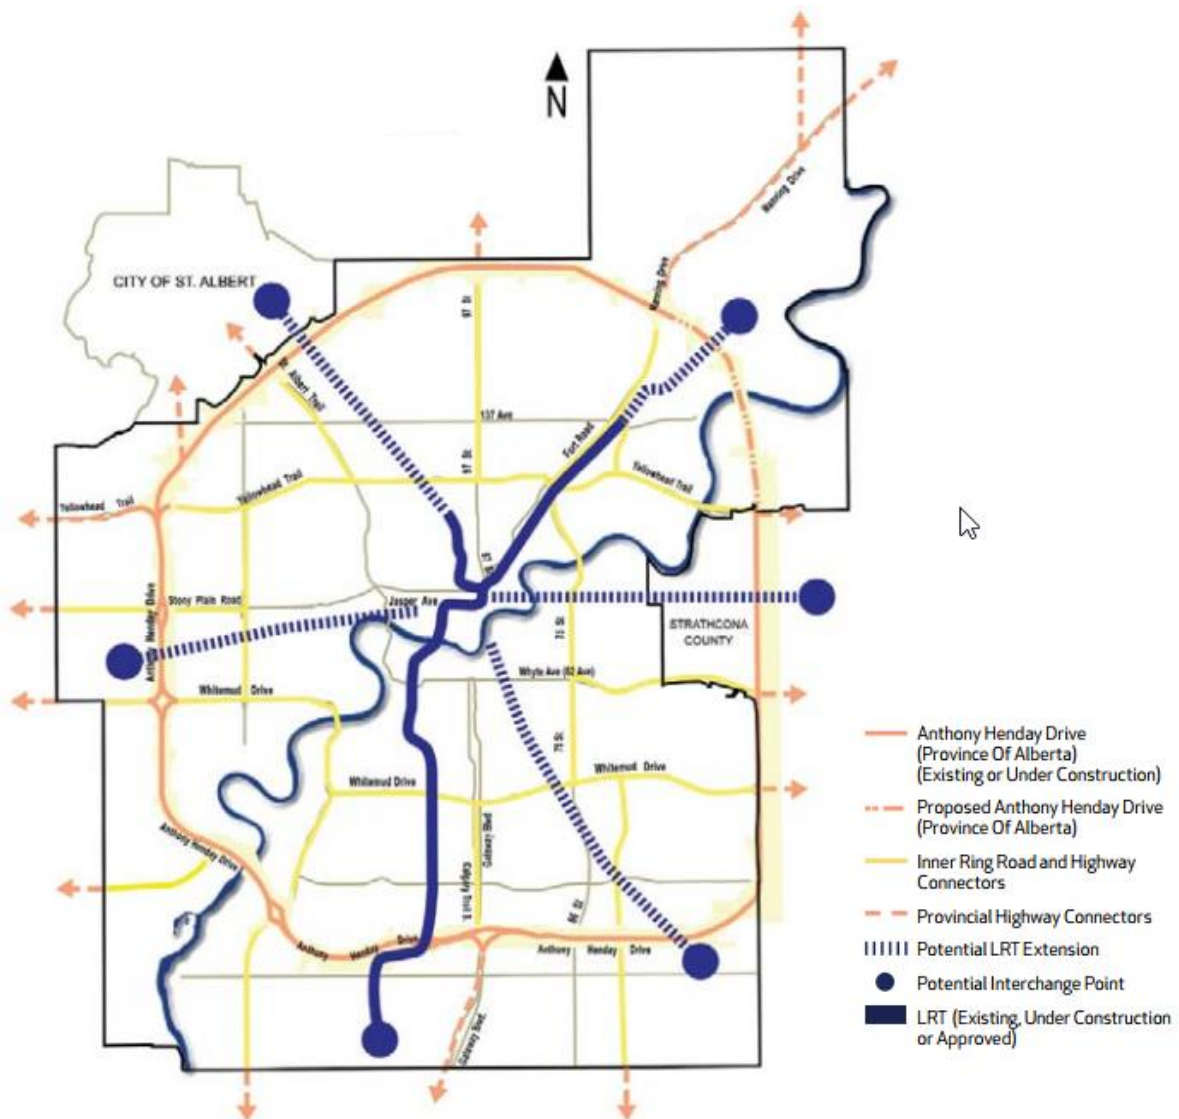 N
Manning Drive
CITY OF ST. ALBERT
Manning Drive
97 St
St. Albert Trail
137 Ave
Fort Road
97 St.
Yellowhead Trail
Yellowhead Trail
Yellowhead Trail
97 St
Anthony Henday Drive
Stony Plain Road
Jasper Ave
75 St
STRATHCONA
COUNTY
Whyte Ave (82 Ave)
Whitemud Drive
75 St
Whitemud Drive
Whitemud Drive
Gateway Blvd
Anthony Henday Drive
Calgary Trail S.
Anthony Henday Drive
Anthony Henday Drive
Gateway Blvd.
Anthony Henday Drive
(Province Of Alberta)
(Existing or Under Construction)
Proposed Anthony Henday Drive
(Province Of Alberta)
Inner Ring Road and Highway
Connectors
Provincial Highway Connectors
Potential LRT Extension
Potential Interchange Point
LRT (Existing, Under Construction
or Approved)